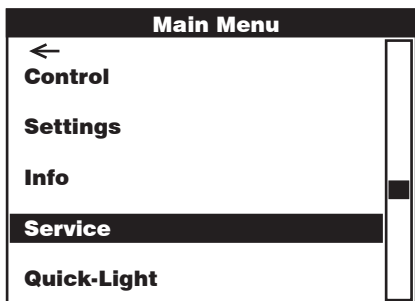 Main Menu
←
Control
Settings
Info
Service
Quick-Light